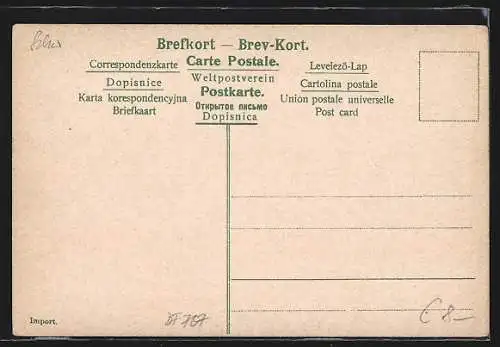 Brefkort — Brev-Kort.
Correspondenzkarte Carte Postale. Levelező-Lap
Dopisnice Weltpostverein Cartolina postale
Karta korespondencyjna Postkarte. Union postale universelle
Briefkaart Открытое письмо Post card
Dopisnica
Import.
€ 8-